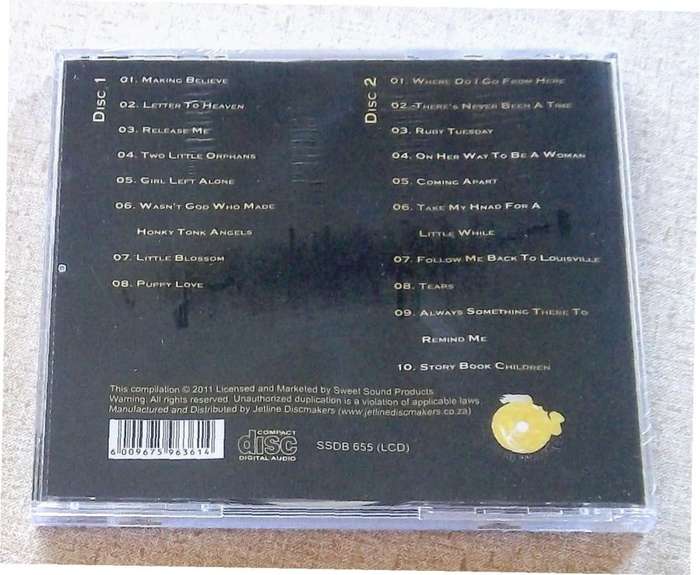 Disc 1
01. Making Believe
02. Letter To Heaven
03. Release Me
04. Two Little Orphans
05. Girl Left Alone
06. Wasn't God Who Made
Honky Tonk Angels
07. Little Blossom
08. Puppy Love
Disc 2
01. Where Do I Go From Here
02. There's Never Been A Time
03. Ruby Tuesday
04. On Her Way To Be A Woman
05. Coming Apart
06. Take My Hnad For A
Little While
07. Follow Me Back To Louisville
08. Tears
09. Always Something There To
Remind Me
10. Story Book Children
This compilation © 2011 Licensed and Marketed by Sweet Sound Products
Warning: All rights reserved. Unauthorized duplication is a violation of applicable laws
Manufactured and Distributed by Jetline Discmakers (www.jetlinediscmakers.co.za)
6 009675 963614
COMPACT
disc
DIGITAL AUDIO
SSDB 655 (LCD)